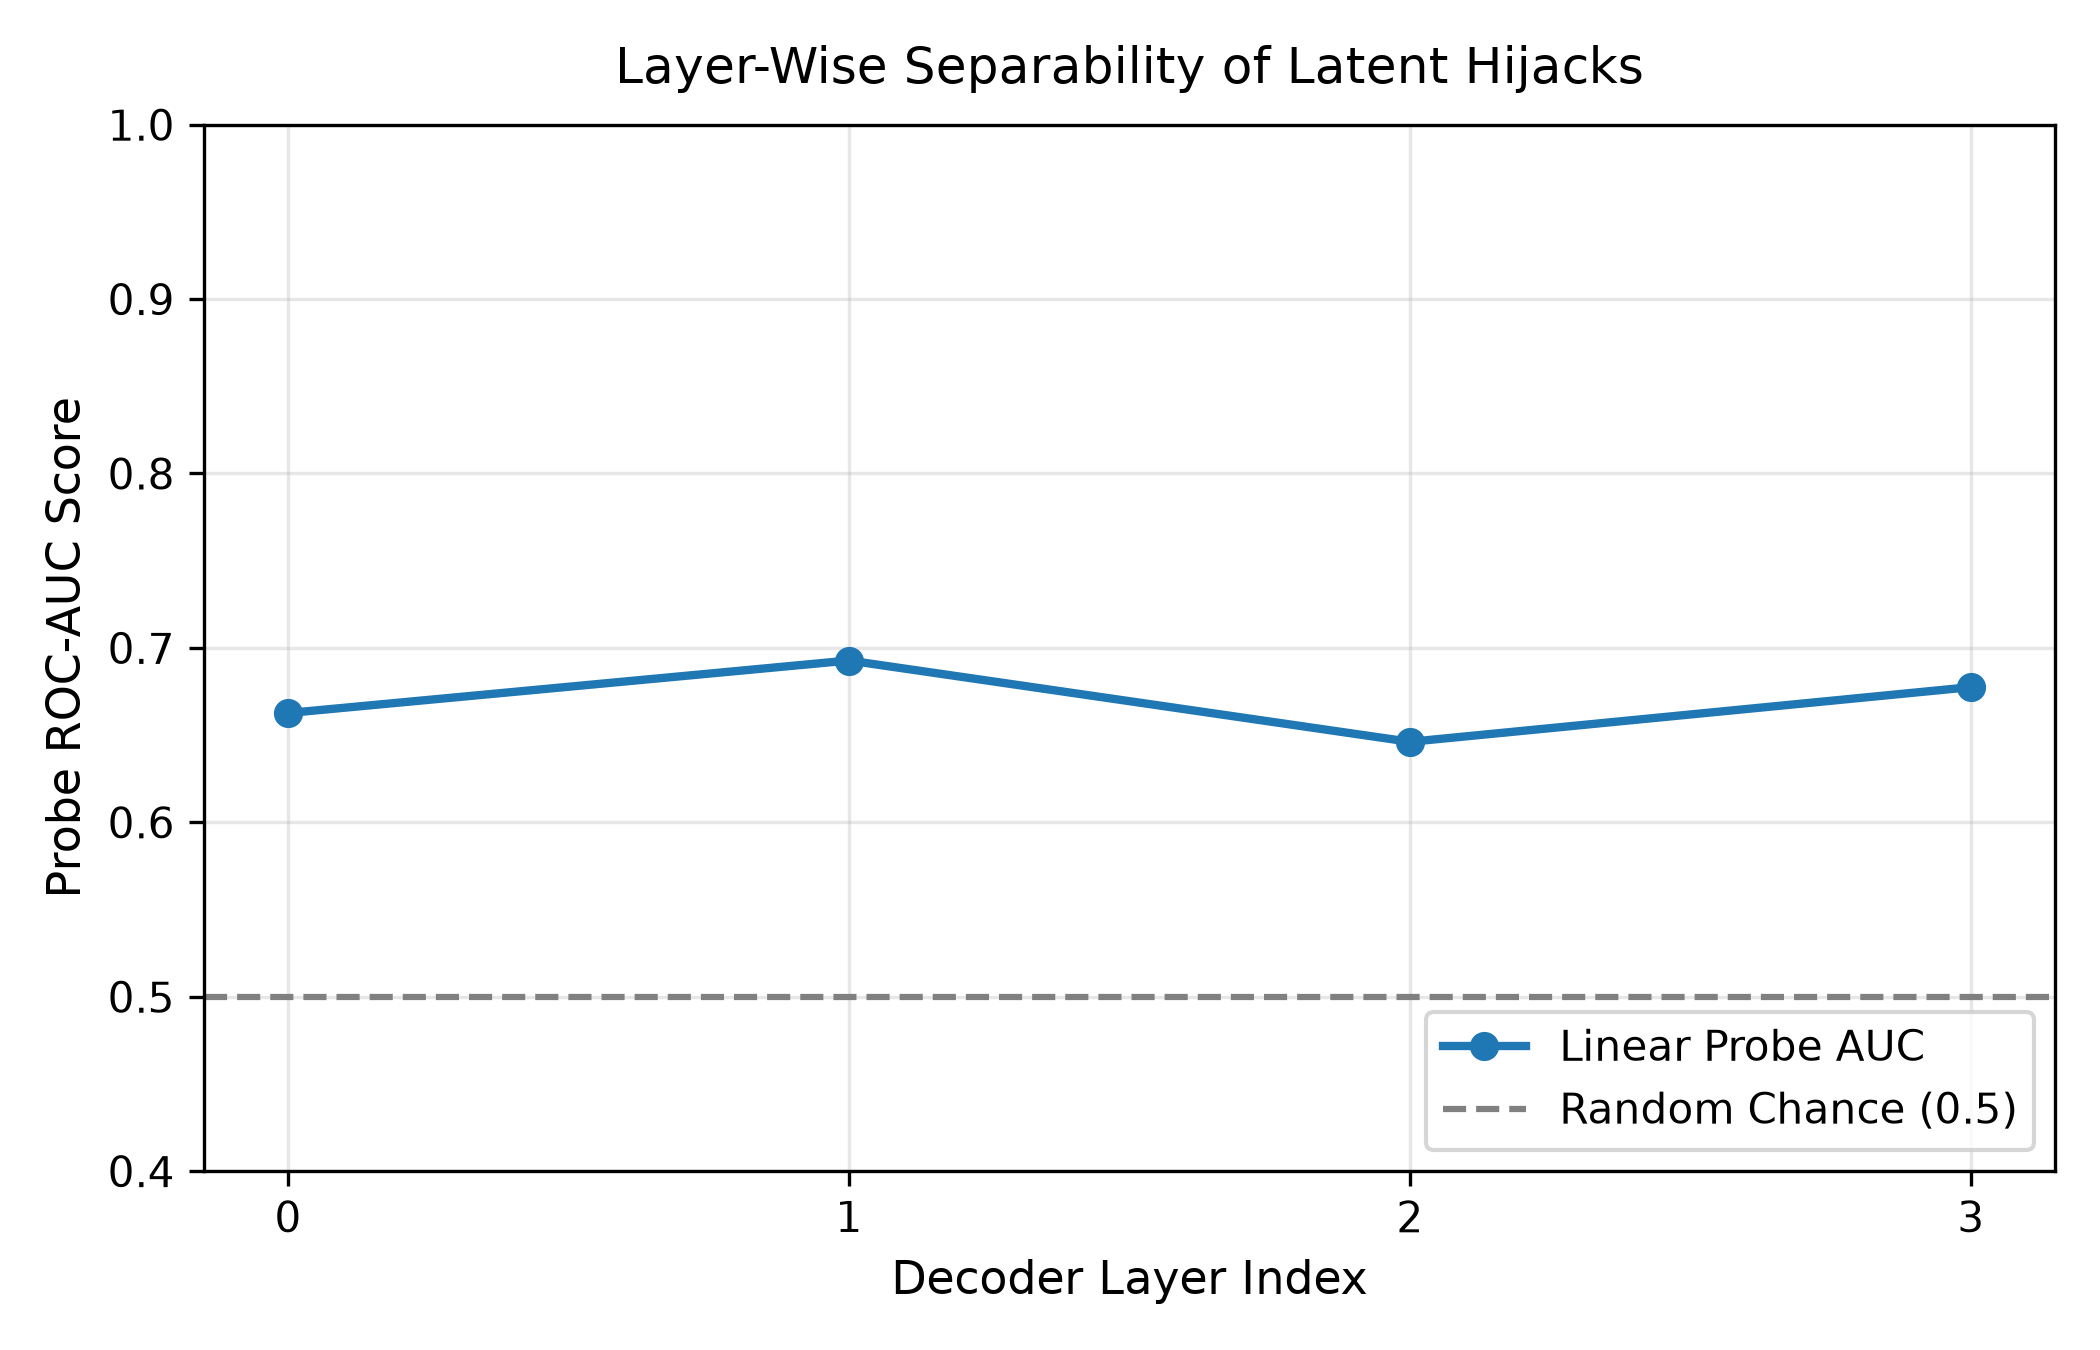 Layer-Wise Separability of Latent Hijacks
Probe ROC-AUC Score
1.0
0.9
0.8
0.7
0.6
0.5
0.4
Linear Probe AUC
Random Chance (0.5)
0 1 2 3
Decoder Layer Index